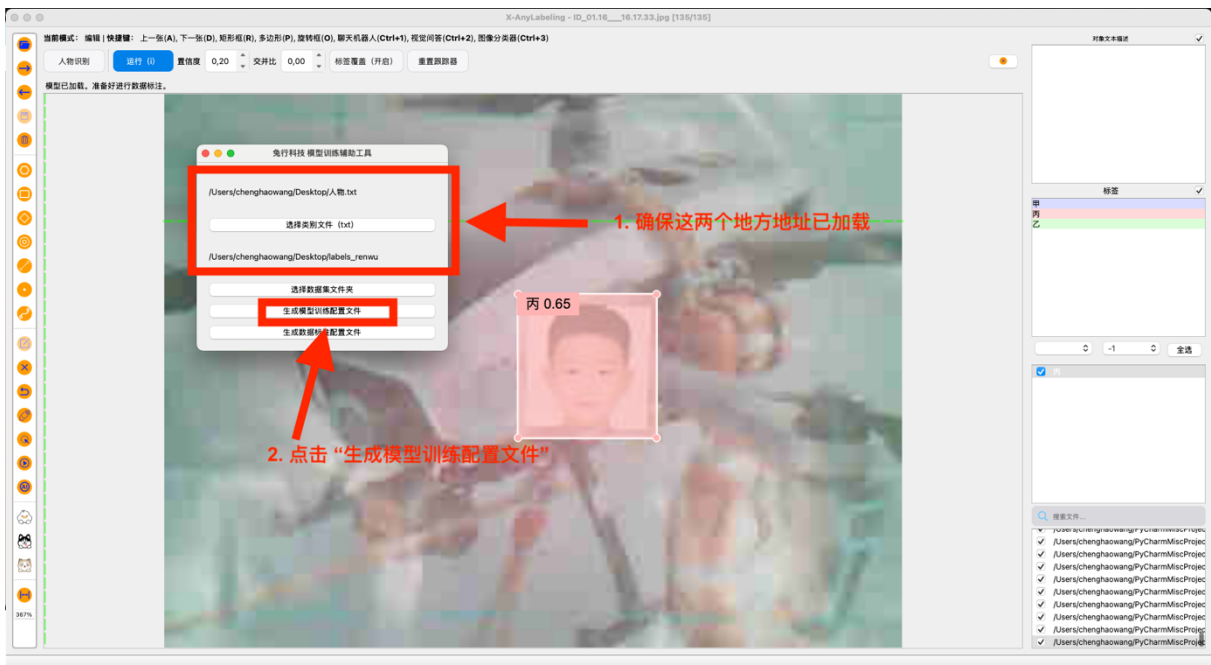 X-AnyLabeling - ID_01.16___16.17.33.jpg [135/135]
当前模式： 编辑 | 快捷键： 上一张(A), 下一张(D), 矩形框(R), 多边形(P), 旋转框(O), 聊天机器人(Ctrl+1), 视觉问答(Ctrl+2), 图像分类器(Ctrl+3)
人物识别 运行 (i) 置信度 0,20 交并比 0,00 标签覆盖（开启） 重置跟踪器
模型已加载。准备好进行数据标注。
兔行科技 模型训练辅助工具
/Users/chenghaowang/Desktop/人物.txt
选择类别文件（txt）
/Users/chenghaowang/Desktop/labels_renwu
选择数据集文件夹
生成模型训练配置文件
生成数据标注配置文件
1. 确保这两个地方地址已加载
丙 0.65
2. 点击 “生成模型训练配置文件”
367%
对象文本描述
标签
甲
丙
乙
-1 全选
丙
搜索文件...
/Users/chenghaowang/PyCharmMiscProjec
/Users/chenghaowang/PyCharmMiscProjec
/Users/chenghaowang/PyCharmMiscProjec
/Users/chenghaowang/PyCharmMiscProjec
/Users/chenghaowang/PyCharmMiscProjec
/Users/chenghaowang/PyCharmMiscProjec
/Users/chenghaowang/PyCharmMiscProjec
/Users/chenghaowang/PyCharmMiscProjec
/Users/chenghaowang/PyCharmMiscProjec
/Users/chenghaowang/PyCharmMiscProjec